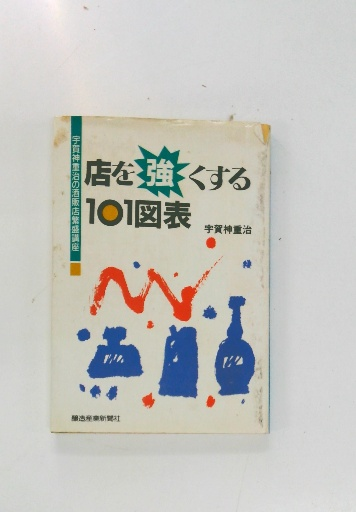 宇賀神重治の酒販店繁盛講座
店を強くする
101図表
宇賀神重治
醸造産業新聞社